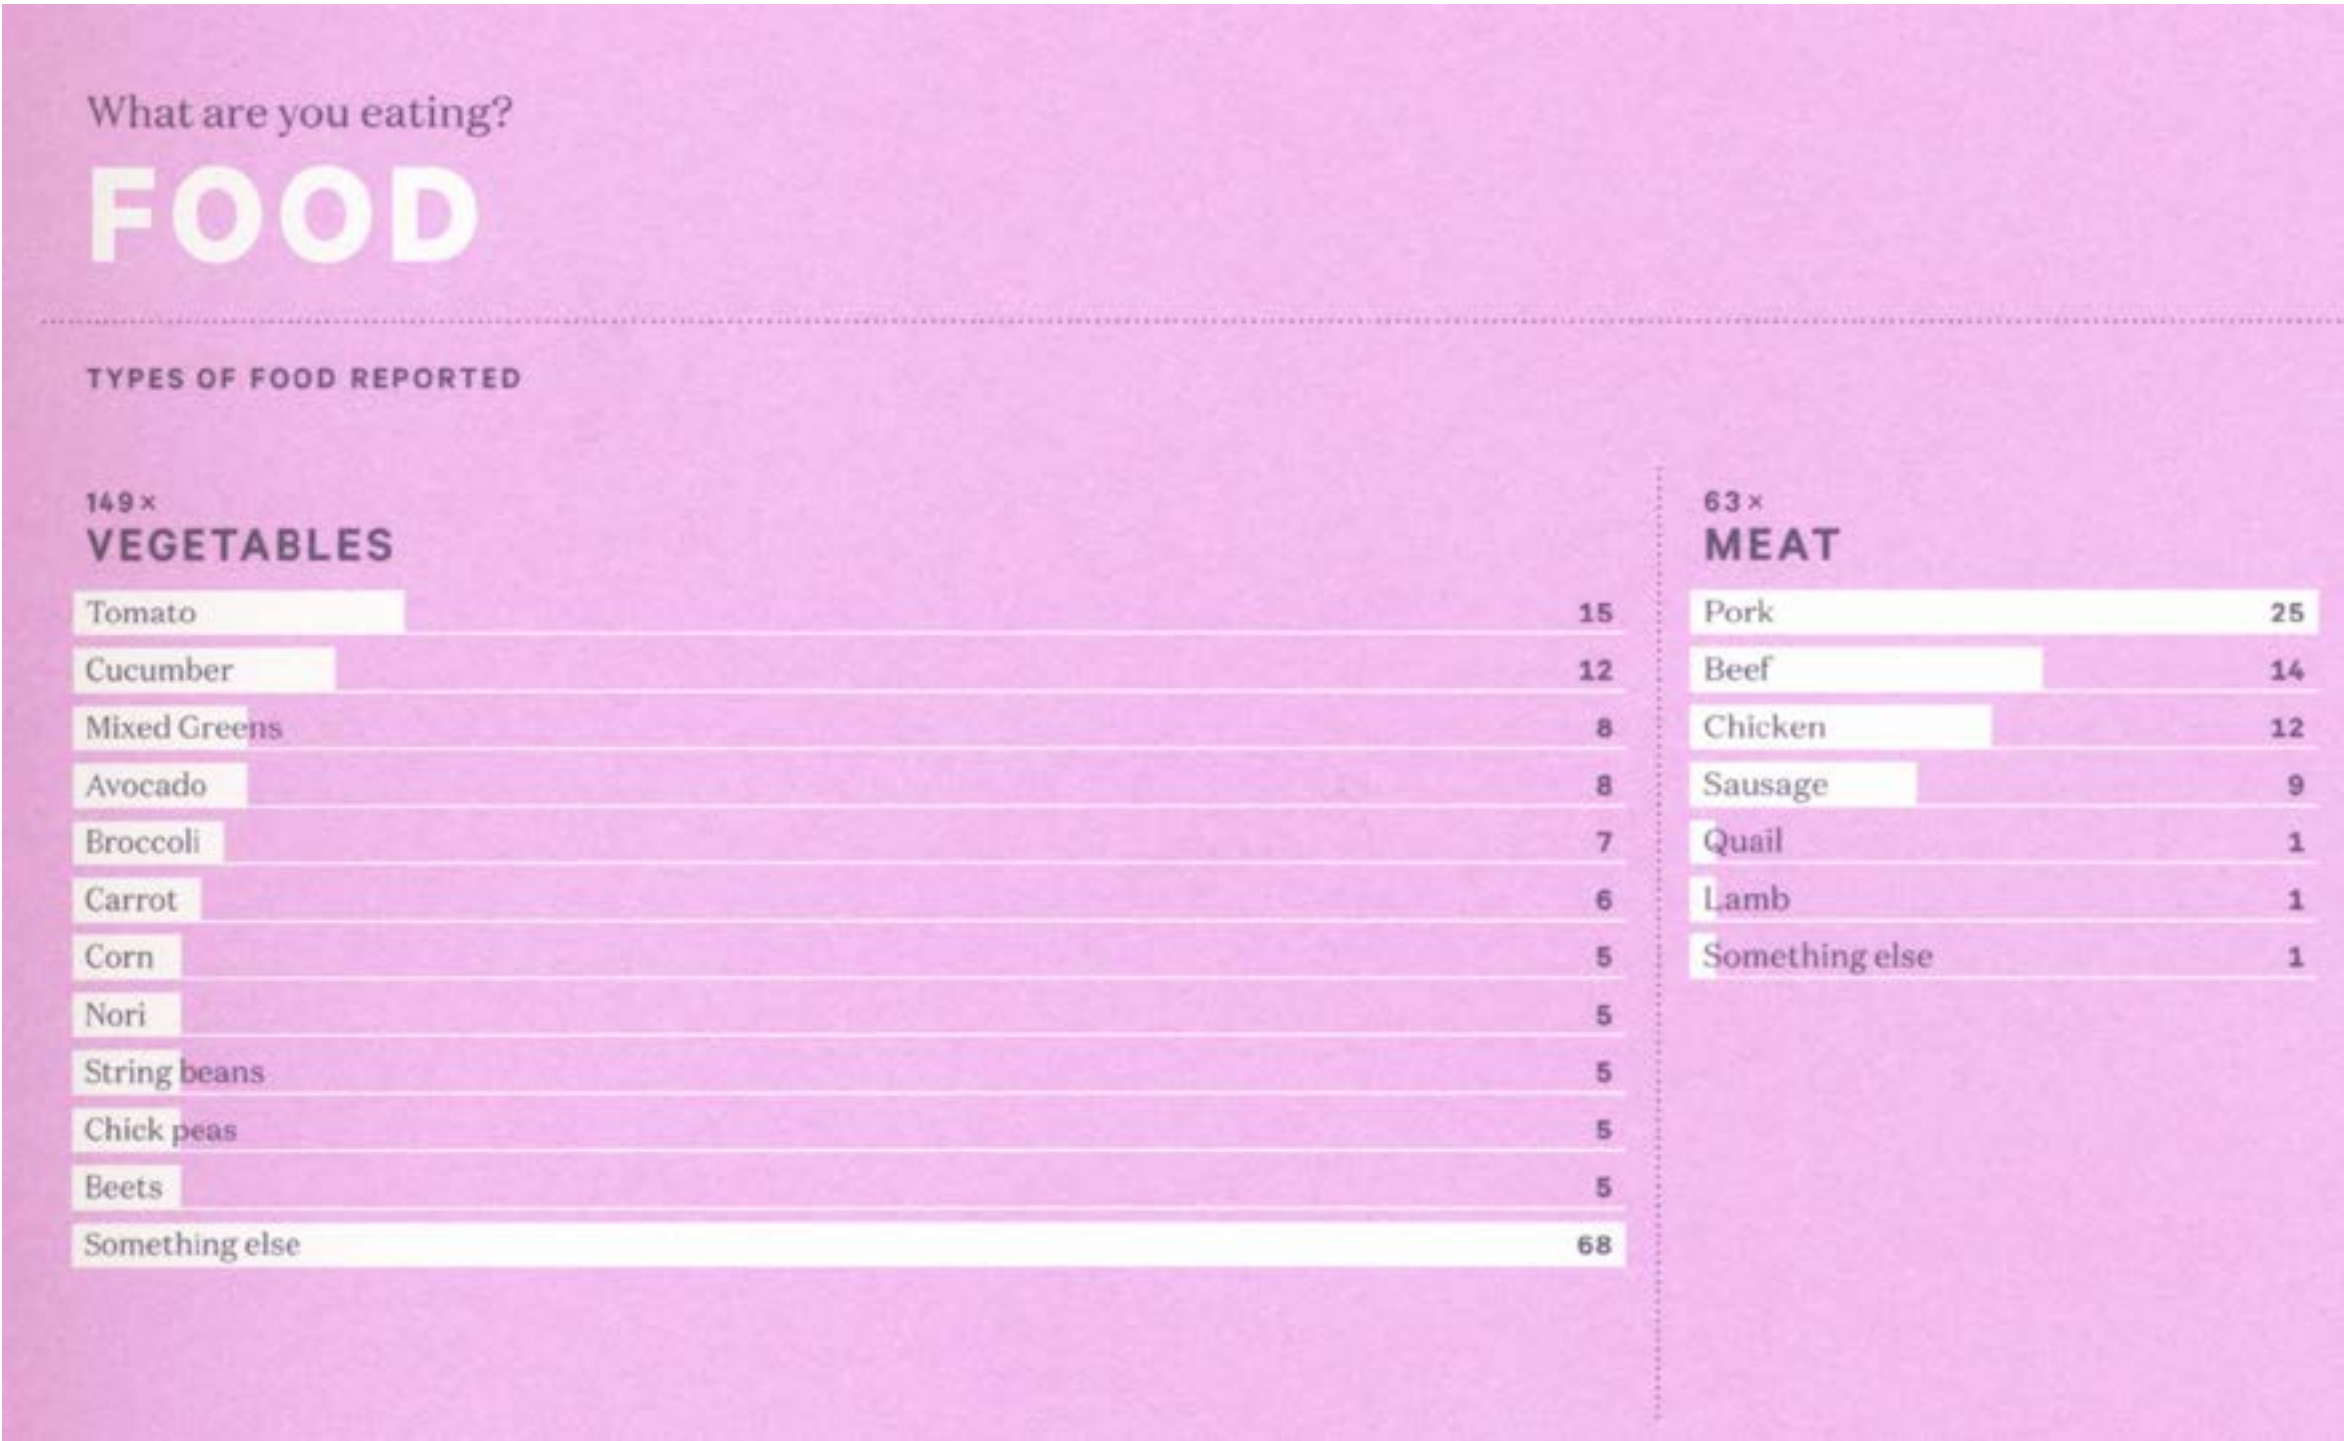 What are you eating?
FOOD
TYPES OF FOOD REPORTED
149×
VEGETABLES
Tomato 15
Cucumber 12
Mixed Greens 8
Avocado 8
Broccoli 7
Carrot 6
Corn 5
Nori 5
String beans 5
Chick peas 5
Beets 5
Something else 68
63×
MEAT
Pork 25
Beef 14
Chicken 12
Sausage 9
Quail 1
Lamb 1
Something else 1